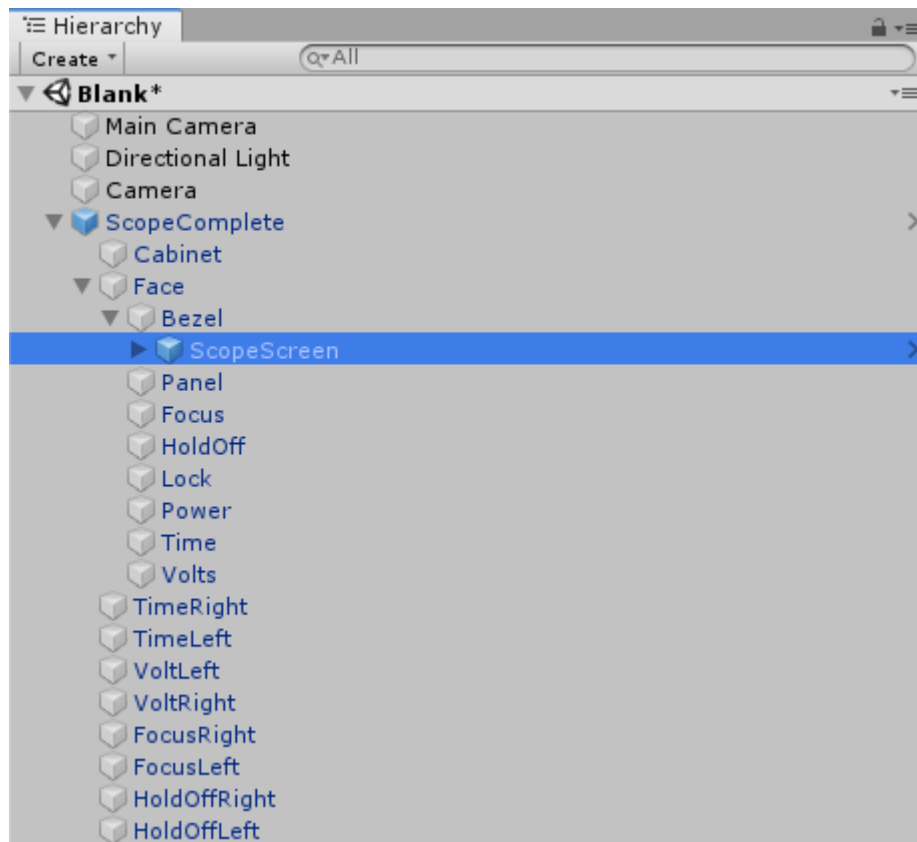 Hierarchy
Create All
Blank*
Main Camera
Directional Light
Camera
ScopeComplete
Cabinet
Face
Bezel
ScopeScreen
Panel
Focus
HoldOff
Lock
Power
Time
Volts
TimeRight
TimeLeft
VoltLeft
VoltRight
FocusRight
FocusLeft
HoldOffRight
HoldOffLeft